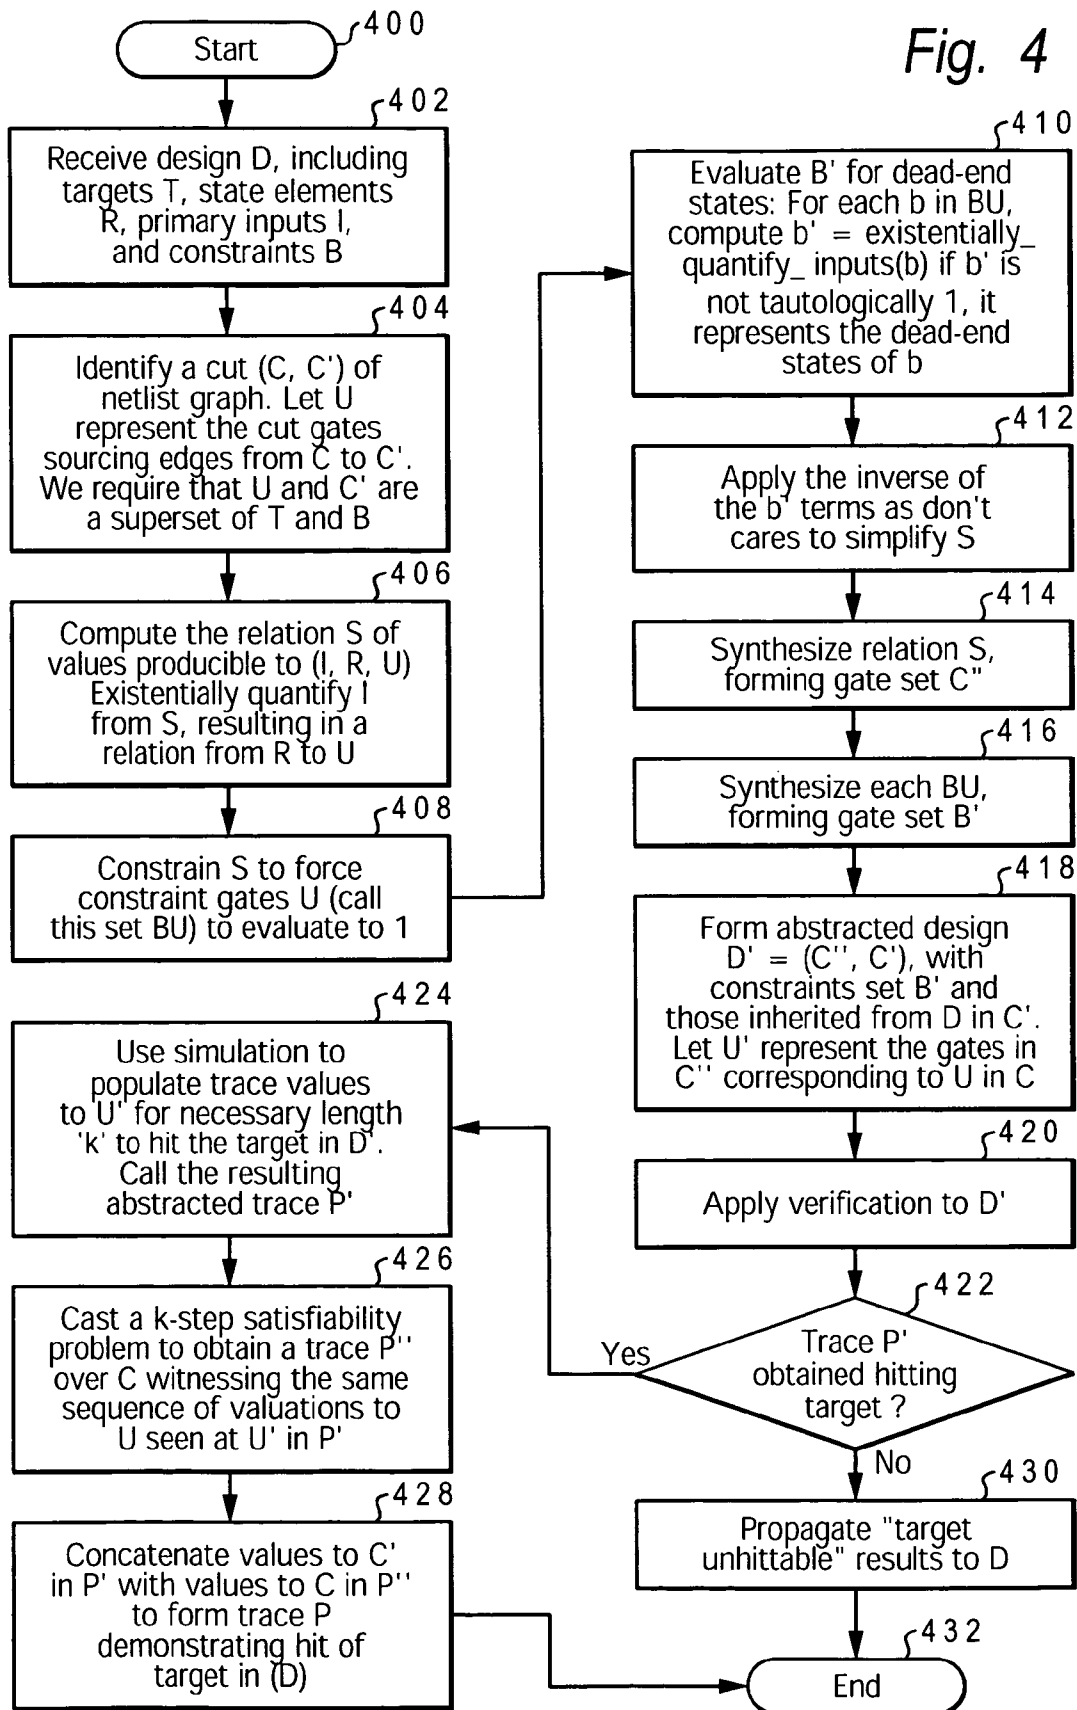 Fig. 4
400
Start
402
Receive design D, including
targets T, state elements
R, primary inputs I,
and constraints B
404
Identify a cut (C, C') of
netlist graph. Let U
represent the cut gates
sourcing edges from C to C'.
We require that U and C' are
a superset of T and B
406
Compute the relation S of
values producible to (I, R, U)
Existentially quantify I
from S, resulting in a
relation from R to U
408
Constrain S to force
constraint gates U (call
this set BU) to evaluate to 1
410
Evaluate B' for dead-end
states: For each b in BU,
compute b' = existentially_
quantify_ inputs(b) if b' is
not tautologically 1, it
represents the dead-end
states of b
412
Apply the inverse of
the b' terms as don't
cares to simplify S
414
Synthesize relation S,
forming gate set C''
416
Synthesize each BU,
forming gate set B'
418
Form abstracted design
D' = (C'', C'), with
constraints set B' and
those inherited from D in C'.
Let U' represent the gates in
C'' corresponding to U in C
420
Apply verification to D'
422
Trace P'
obtained hitting
target ?
Yes
No
424
Use simulation to
populate trace values
to U' for necessary length
'k' to hit the target in D'.
Call the resulting
abstracted trace P'
426
Cast a k-step satisfiability
problem to obtain a trace P''
over C witnessing the same
sequence of valuations to
U seen at U' in P'
428
Concatenate values to C'
in P' with values to C in P''
to form trace P
demonstrating hit of
target in (D)
430
Propagate "target
unhittable" results to D
432
End